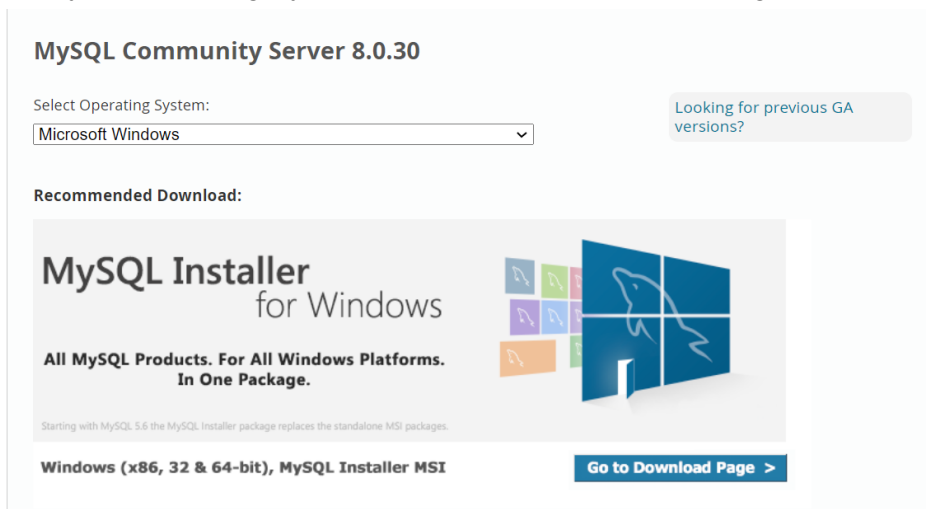 MySQL Community Server 8.0.30
Select Operating System:
Looking for previous GA
versions?
Microsoft Windows
Recommended Download:
MySQL Installer
for Windows
All MySQL Products. For All Windows Platforms.
In One Package.
Starting with MySQL 5.6 the MySQL Installer package replaces the standalone MSI packages.
Windows (x86, 32 & 64-bit), MySQL Installer MSI
Go to Download Page >